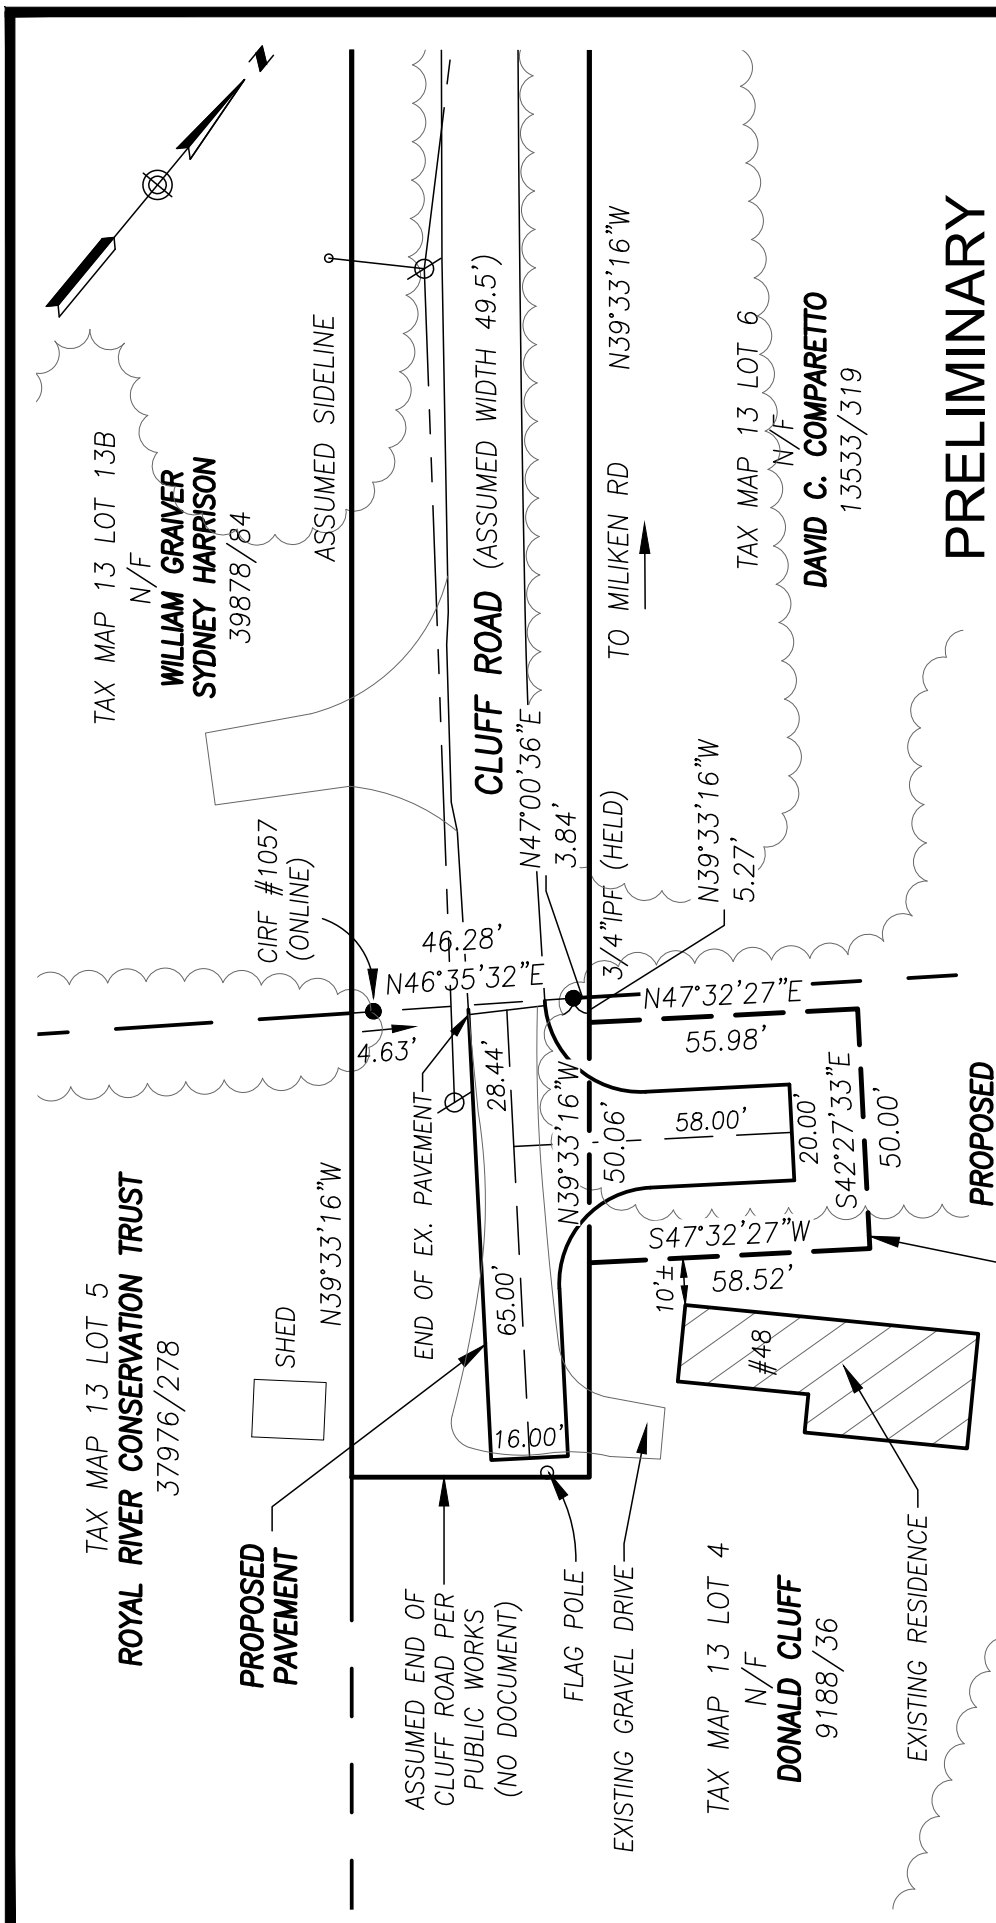 N
TAX MAP 13 LOT 13B
N/F
WILLIAM GRAIVER
SYDNEY HARRISON
39878/84
ASSUMED SIDELINE
CLUFF ROAD (ASSUMED WIDTH 49.5')
N39°33'16"W
TO MILIKEN RD
TAX MAP 13 LOT 6
N/F
DAVID C. COMPARETTO
13533/319
PRELIMINARY
CIRF #1057
(ONLINE)
46.28'
N46°35'32"E
4.63'
N47°00'36"E
3.84'
3/4"IPF (HELD)
N39°33'16"W
5.27'
N47°32'27"E
55.98'
28.44'
END OF EX. PAVEMENT
N39°33'16"W
50.06'
58.00'
20.00'
S42°27'33"E
50.00'
PROPOSED
S47°32'27"W
58.52'
10'±
65.00'
16.00'
#48
N39°33'16"W
SHED
TAX MAP 13 LOT 5
ROYAL RIVER CONSERVATION TRUST
37976/278
PROPOSED
PAVEMENT
ASSUMED END OF
CLUFF ROAD PER
PUBLIC WORKS
(NO DOCUMENT)
FLAG POLE
EXISTING GRAVEL DRIVE
TAX MAP 13 LOT 4
N/F
DONALD CLUFF
9188/36
EXISTING RESIDENCE